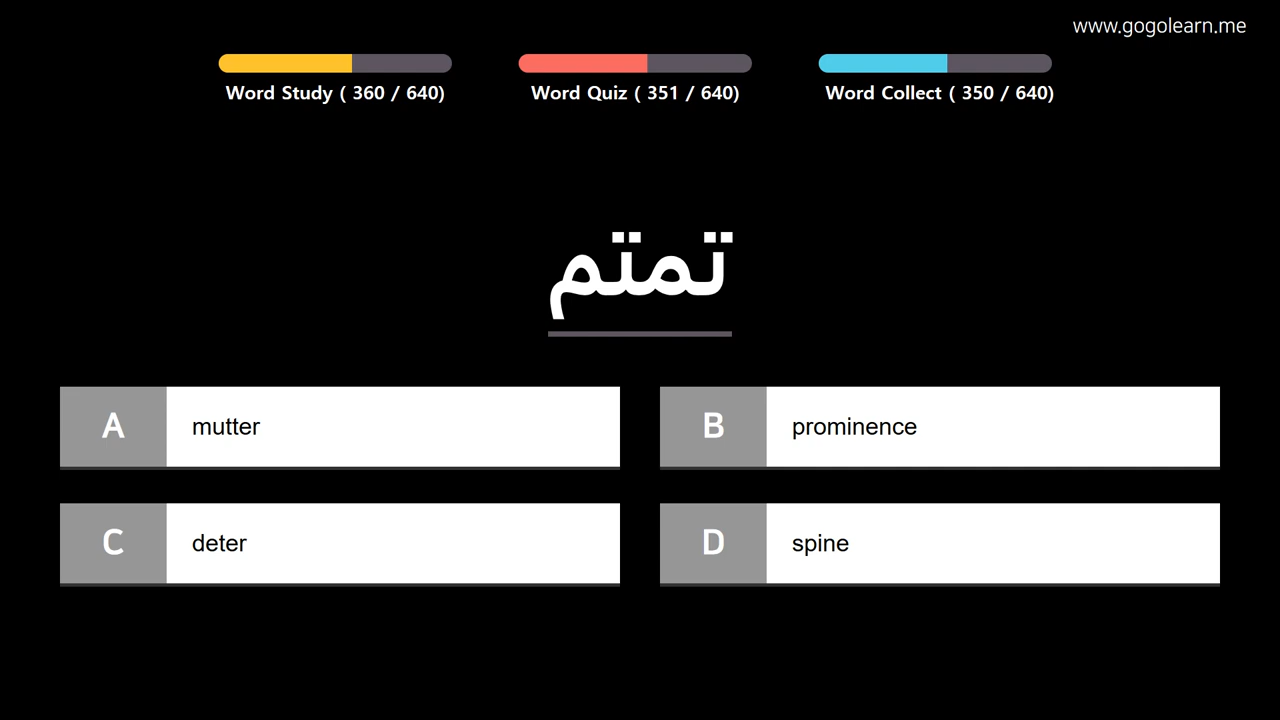 www.gogolearn.me
Word Study ( 360 / 640)
Word Quiz ( 351 / 640)
Word Collect ( 350 / 640)
تمتم
A mutter
B prominence
C deter
D spine